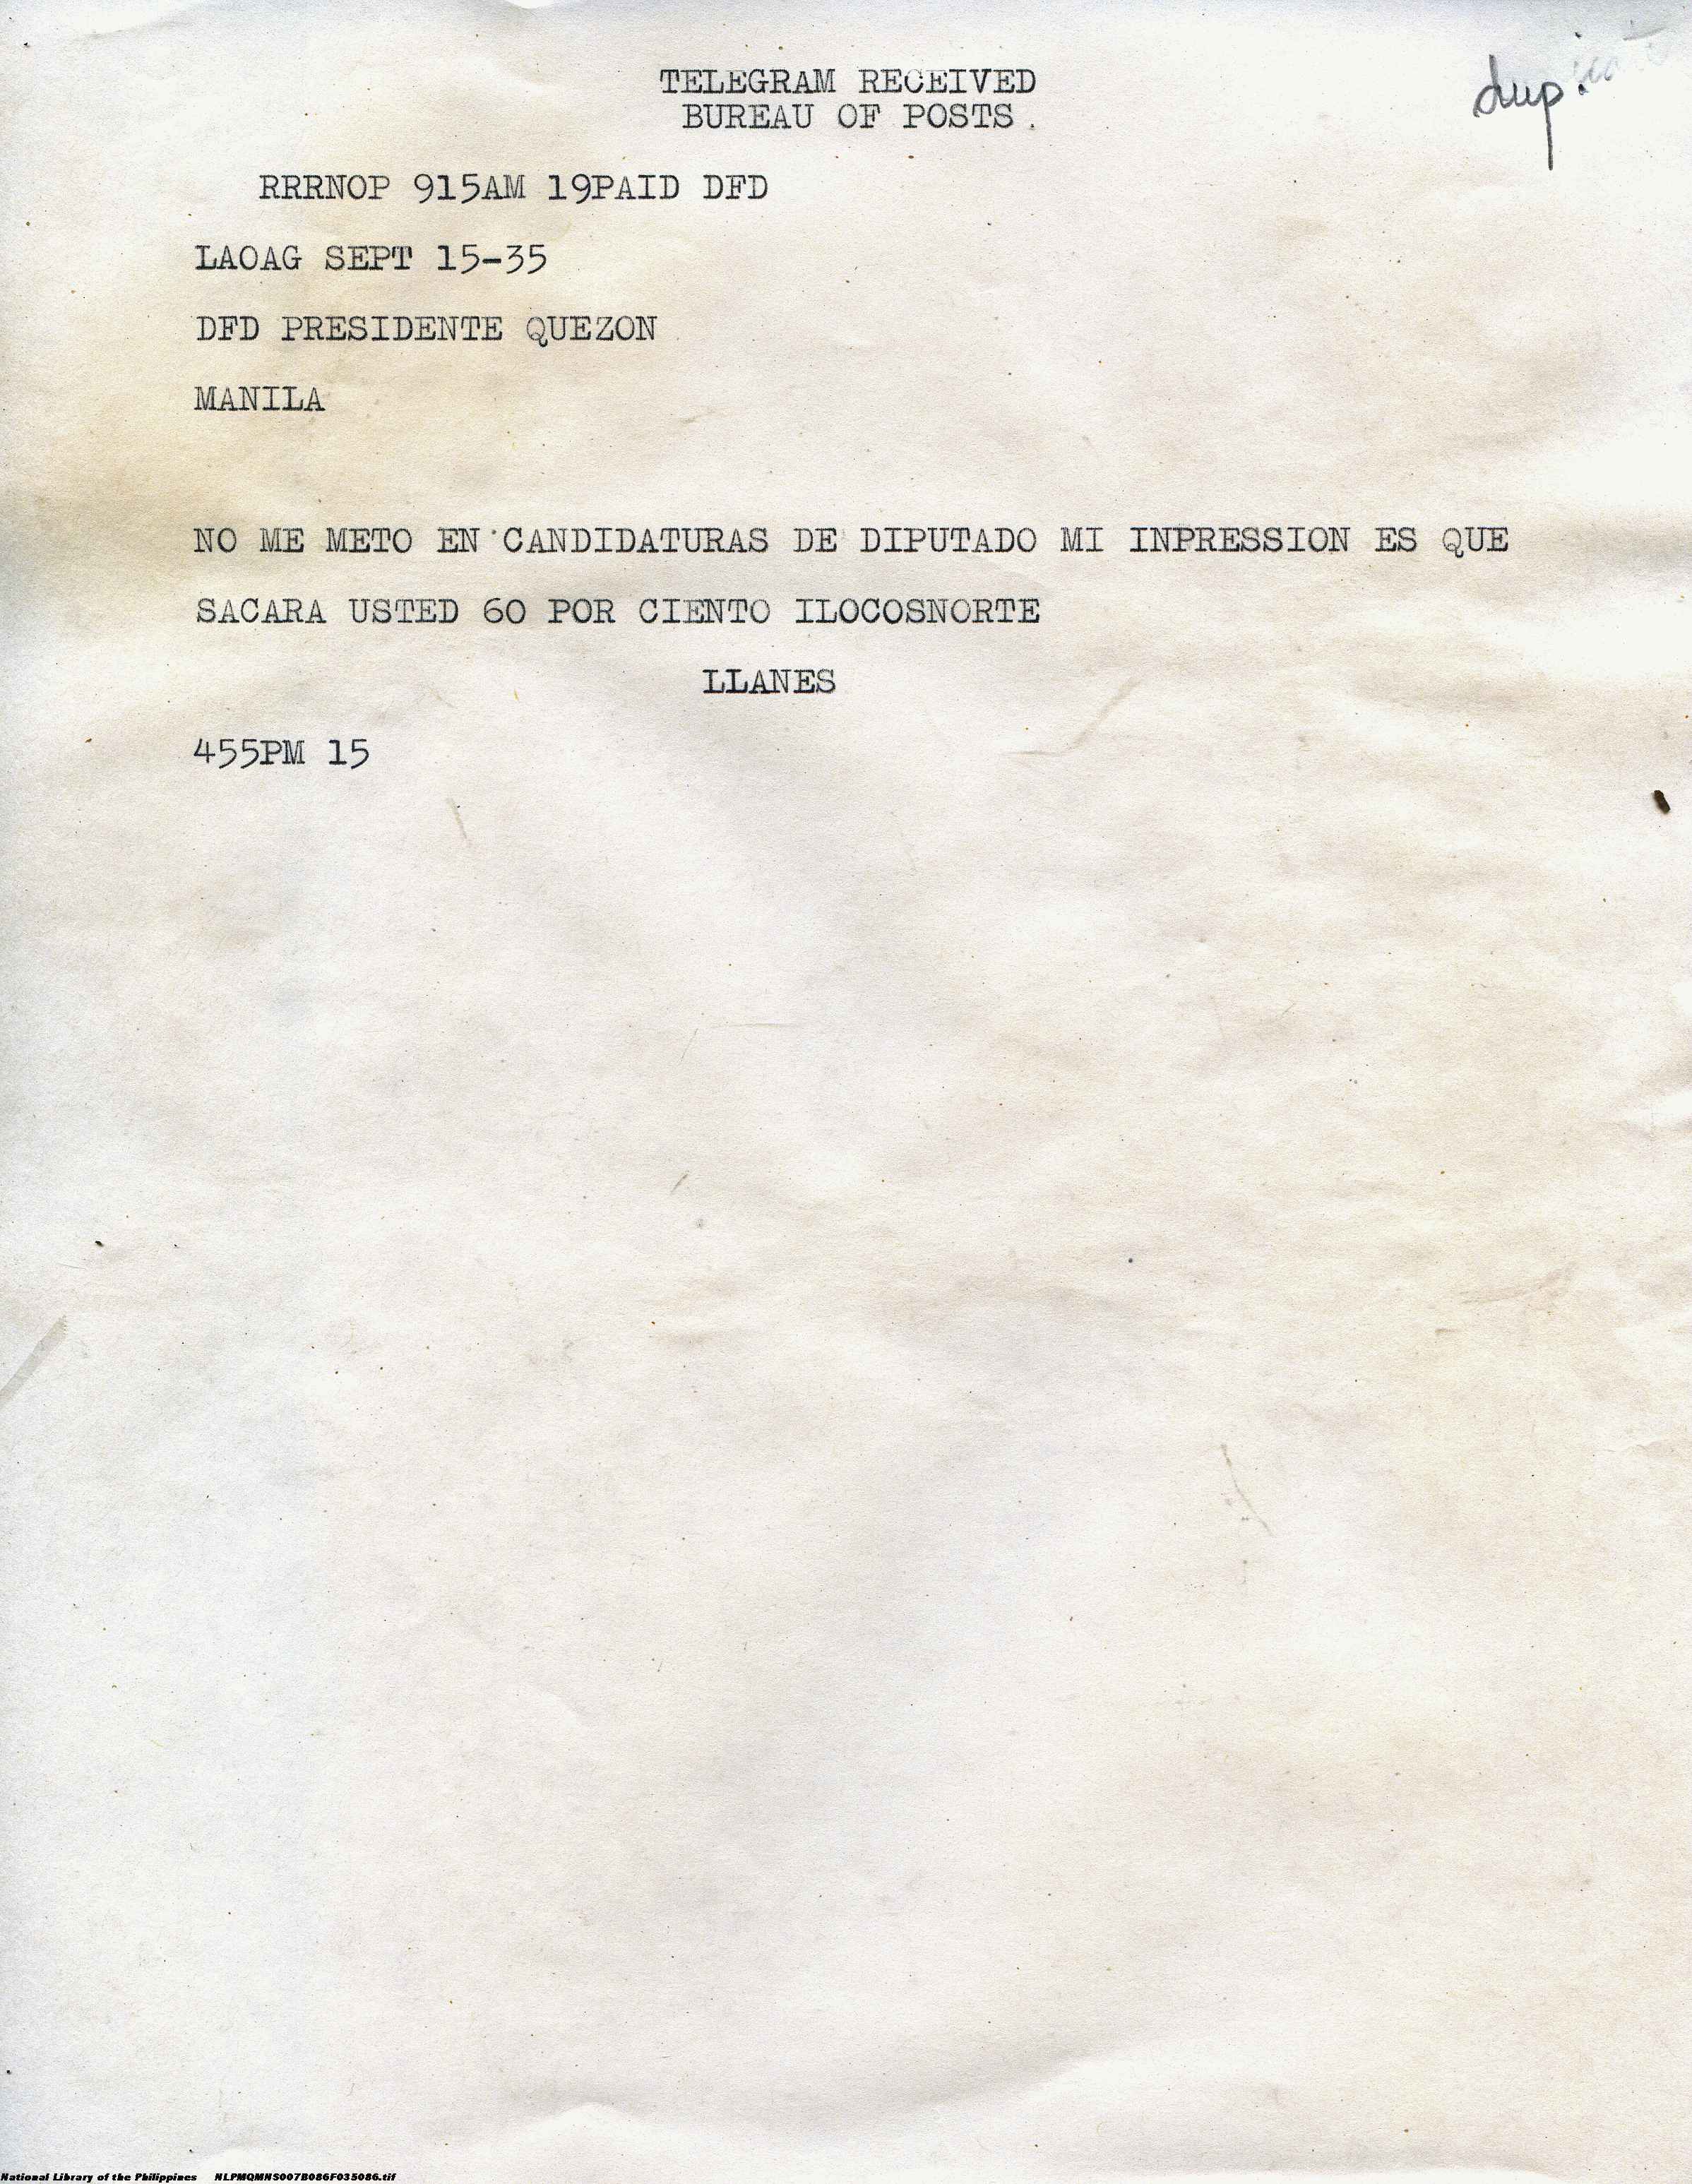 TELEGRAM RECEIVED
BUREAU OF POSTS.
dup.
RRRNOP 915AM 19PAID DFD
LAOAG SEPT 15-35
DFD PRESIDENTE QUEZON
MANILA
NO ME METO EN CANDIDATURAS DE DIPUTADO MI INPRESSION ES QUE
SACARA USTED 60 POR CIENTO ILOCOSNORTE
LLANES
455PM 15
National Library of the Philippines NLPMQMNS007B086F035086.tif